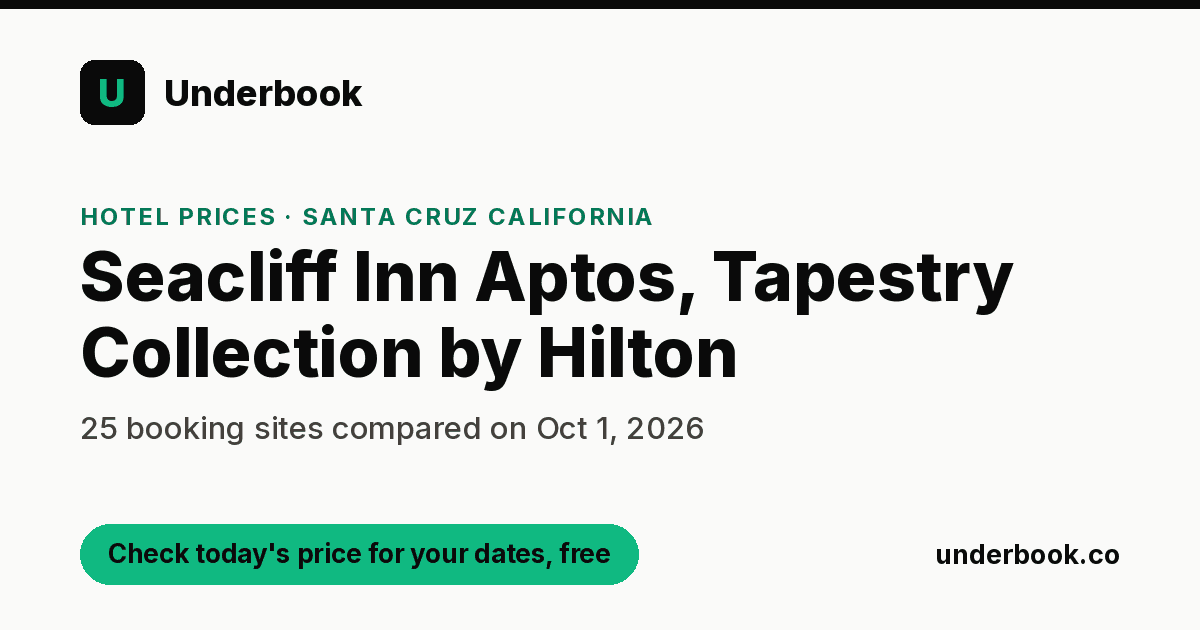 U
Underbook
HOTEL PRICES · SANTA CRUZ CALIFORNIA
Seacliff Inn Aptos, Tapestry
Collection by Hilton
25 booking sites compared on Oct 1, 2026
Check today's price for your dates, free
underbook.co